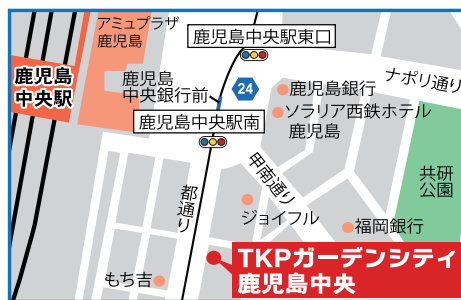 アミュプラザ
鹿児島
鹿児島中央駅東口
鹿児島
中央駅
鹿児島
中央銀行前
24
鹿児島銀行
ナポリ通り
ソラリア西鉄ホテル
鹿児島
鹿児島中央駅南
甲南通り
共研
公園
都通り
ジョイフル
福岡銀行
TKPガーデンシティ
鹿児島中央
もち吉